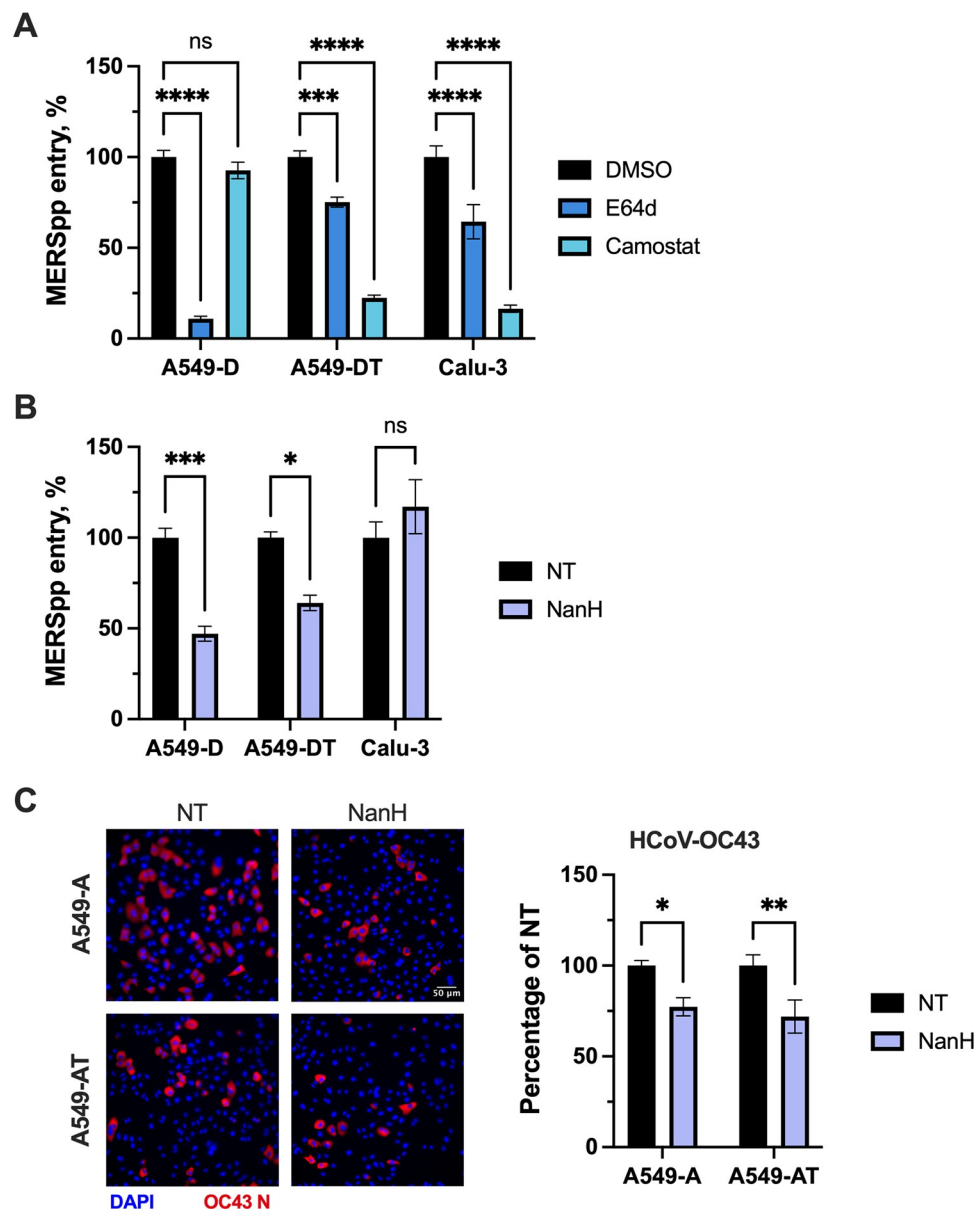 A
ns
**** **** ****
**** *** ****
150
100
50
0
MERSpp entry, %
A549-D A549-DT Calu-3
DMSO
E64d
Camostat
B
ns
*** *
150
100
50
0
MERSpp entry, %
A549-D A549-DT Calu-3
NT
NanH
C
NT NanH
A549-A
50 µm
A549-AT
DAPI OC43 N
HCoV-OC43
* **
150
100
50
0
Percentage of NT
A549-A A549-AT
NT
NanH